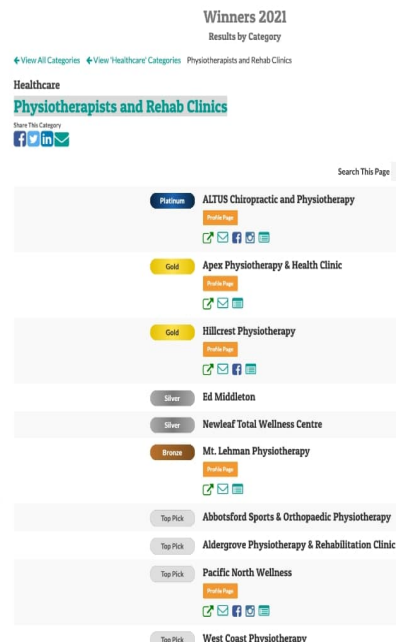 Winners 2021
Results by Category
View All Categories View 'Healthcare' Categories Physiotherapists and Rehab Clinics
Healthcare
Physiotherapists and Rehab Clinics
Share This Category
Search This Page
Platinum ALTUS Chiropractic and Physiotherapy
Profile Page
Gold Apex Physiotherapy & Health Clinic
Profile Page
Gold Hillcrest Physiotherapy
Profile Page
Silver Ed Middleton
Silver Newleaf Total Wellness Centre
Bronze Mt. Lehman Physiotherapy
Profile Page
Top Pick Abbotsford Sports & Orthopaedic Physiotherapy
Top Pick Aldergrove Physiotherapy & Rehabilitation Clinic
Top Pick Pacific North Wellness
Profile Page
Top Pick West Coast Physiotherapy